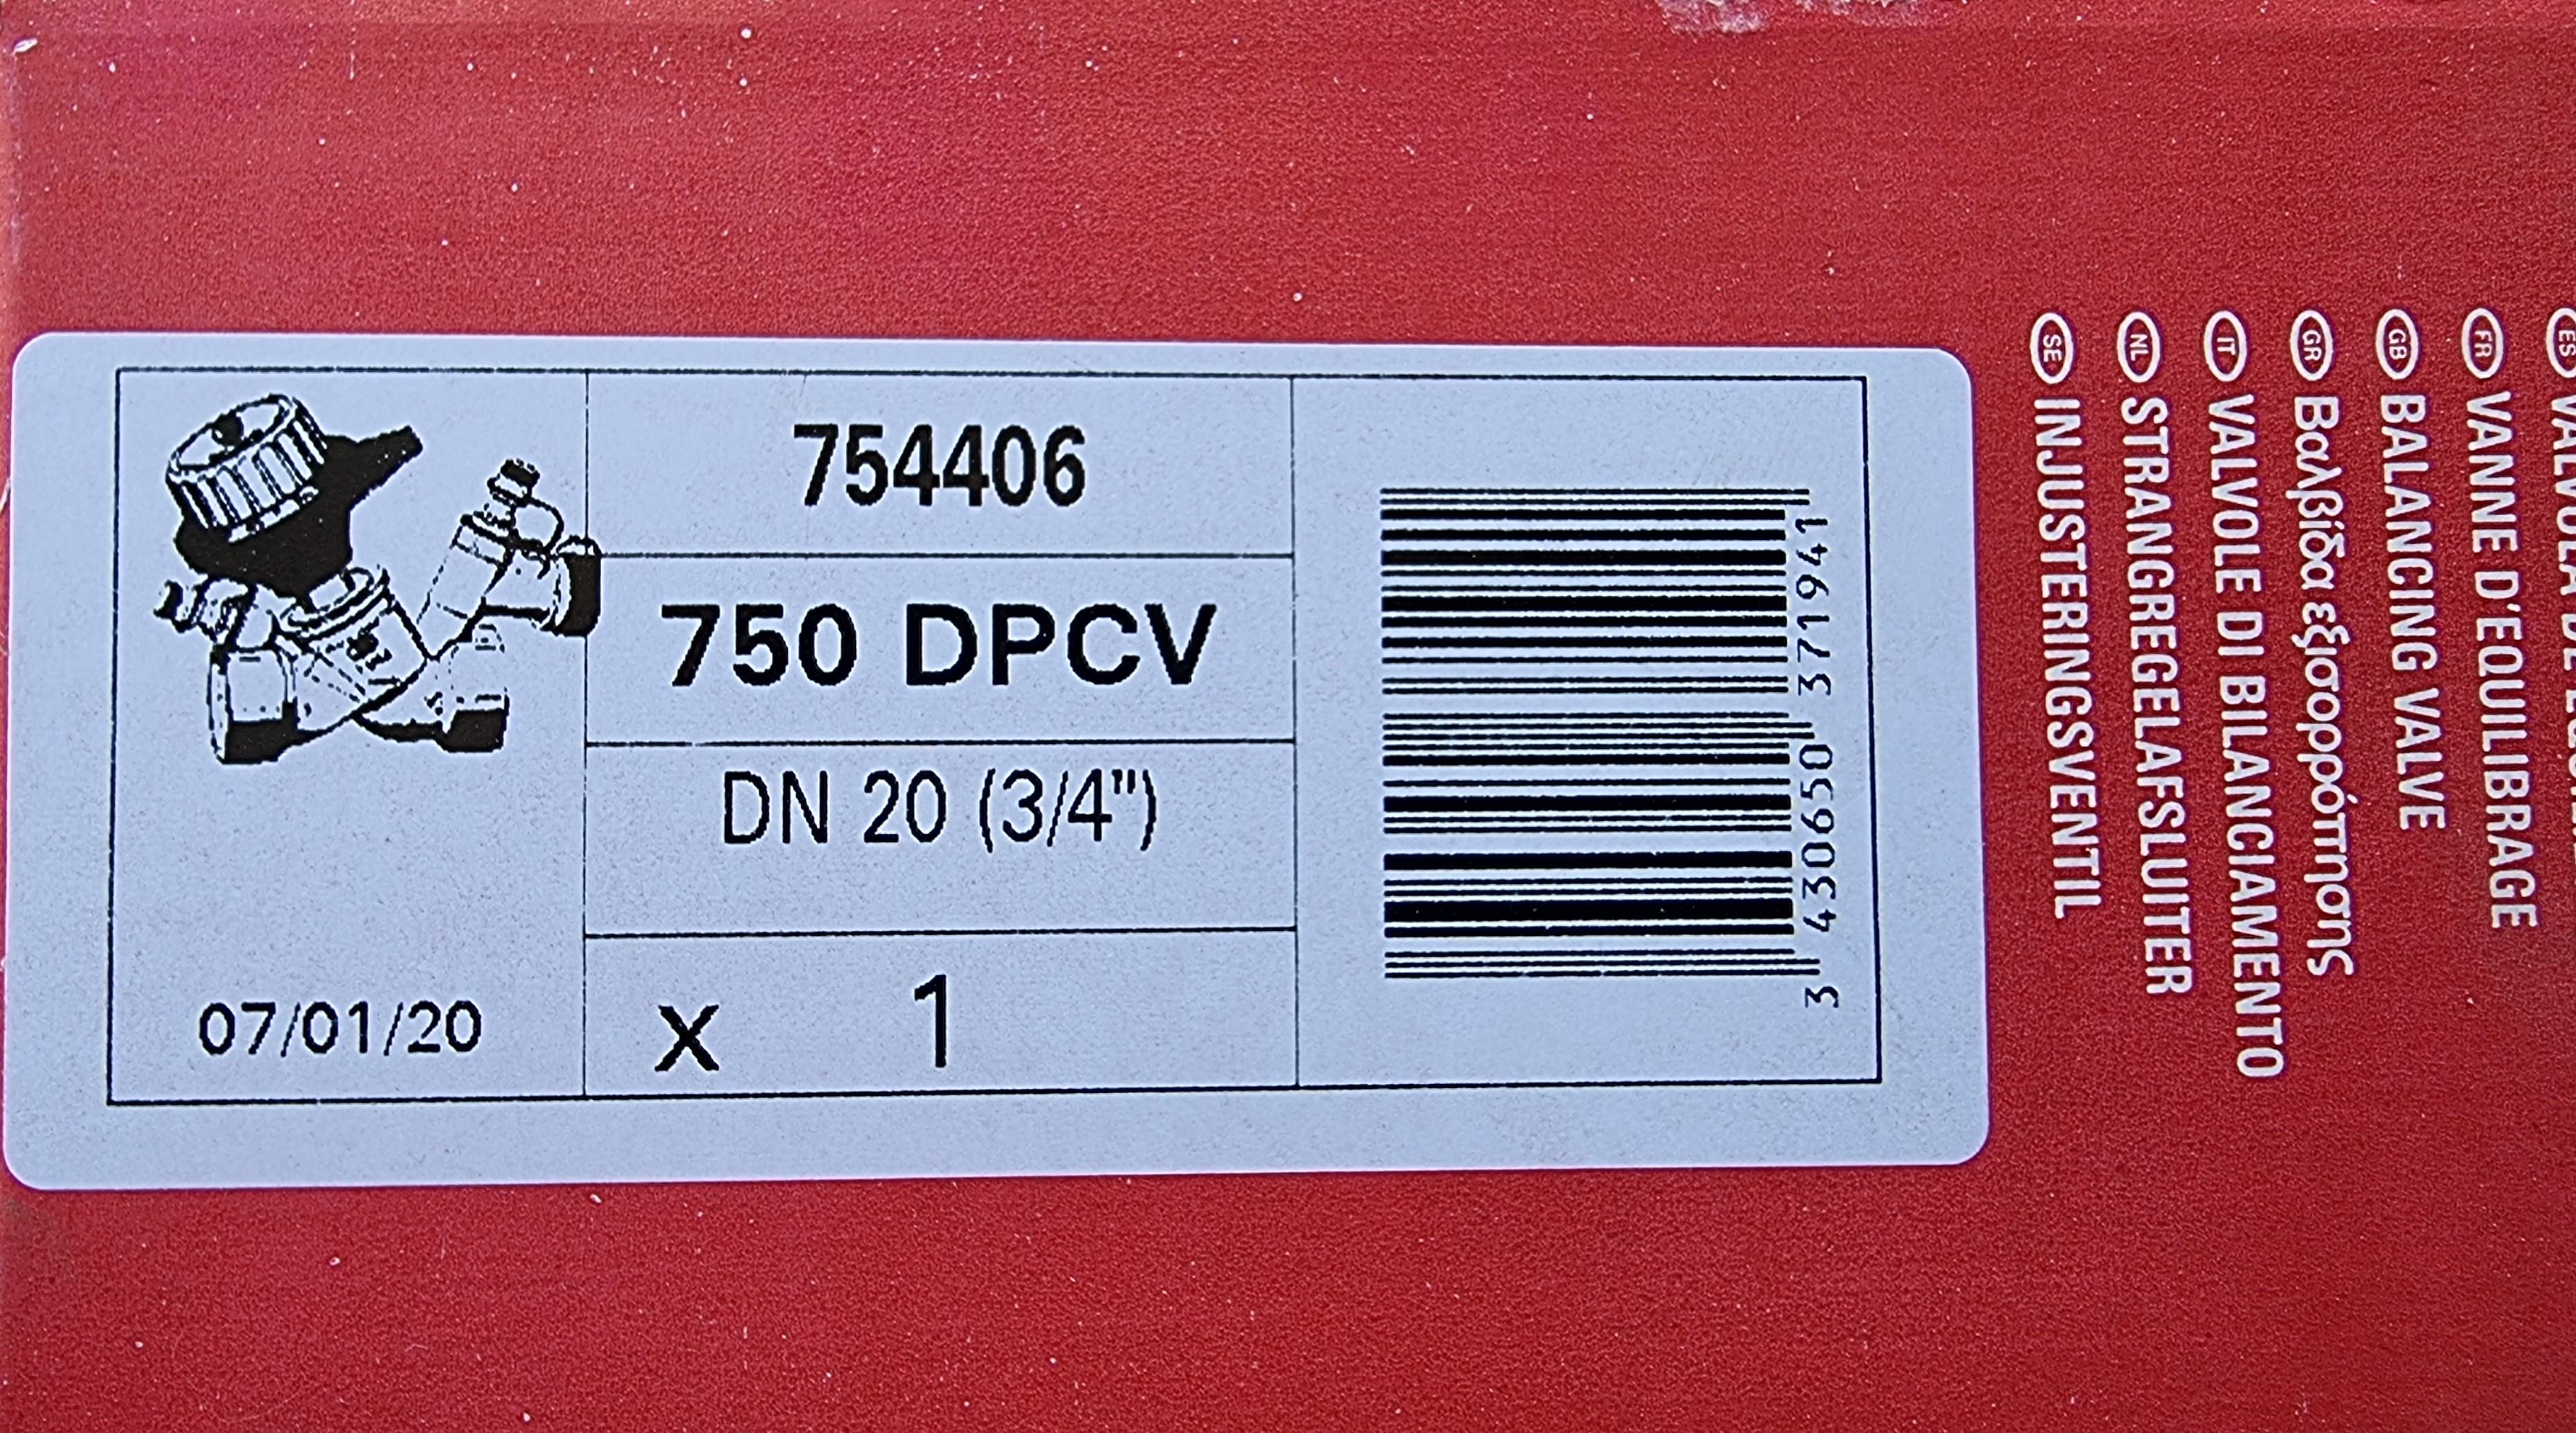 754406
750 DPCV
DN 20 (3/4")
x 1
07/01/20
3 430650 371941
SE INJUSTERINGSVENTIL
NL STRANGREGELAFSLUITER
IT VALVOLE DI BILANCIAMENTO
GR Βαλβίδα εξισορρόπησης
GB BALANCING VALVE
FR VANNE D'EQUILIBRAGE
ES